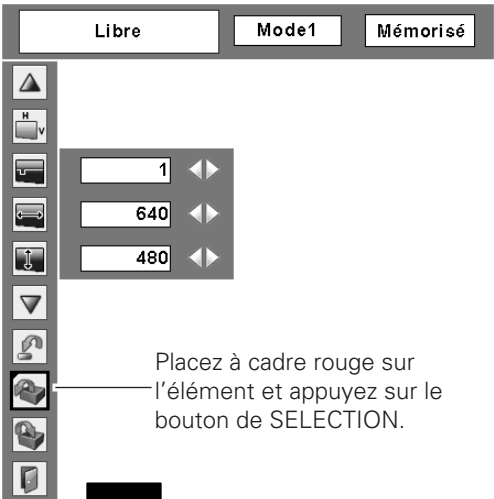 Libre Mode1 Mémorisé
H
V
1
640
480
Placez à cadre rouge sur
l'élément et appuyez sur le
bouton de SELECTION.